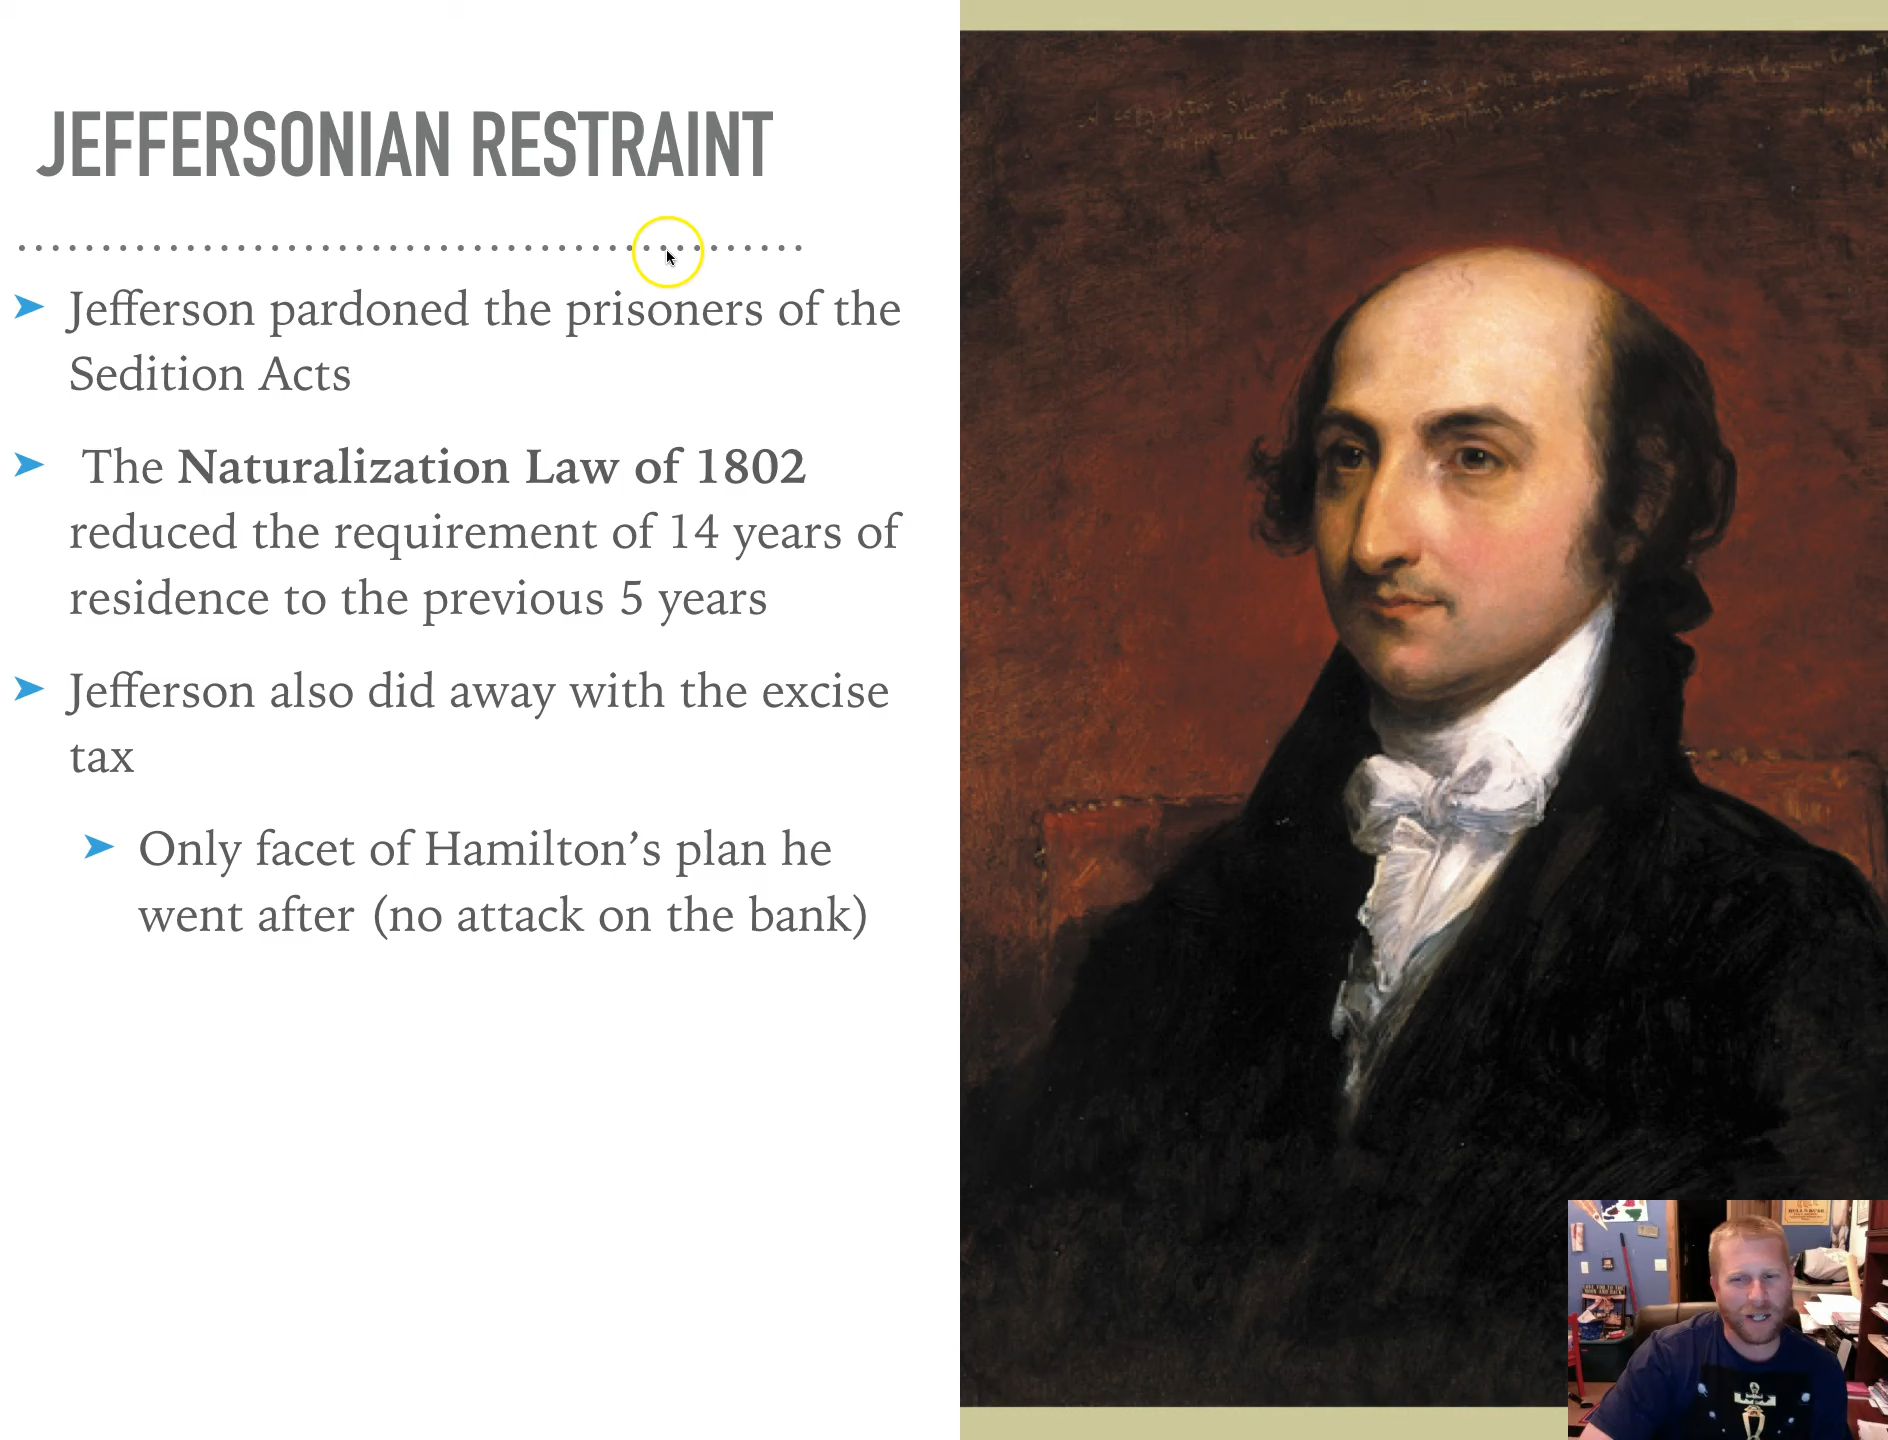 JEFFERSONIAN RESTRAINT
Jefferson pardoned the prisoners of the
Sedition Acts
The Naturalization Law of 1802
reduced the requirement of 14 years of
residence to the previous 5 years
Jefferson also did away with the excise
tax
Only facet of Hamilton’s plan he
went after (no attack on the bank)